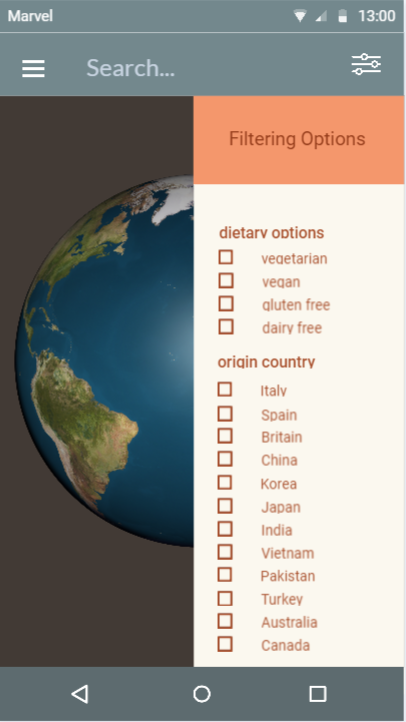 Marvel
13:00
Search...
Filtering Options
dietary options
vegetarian
vegan
gluten free
dairy free
origin country
Italy
Spain
Britain
China
Korea
Japan
India
Vietnam
Pakistan
Turkey
Australia
Canada